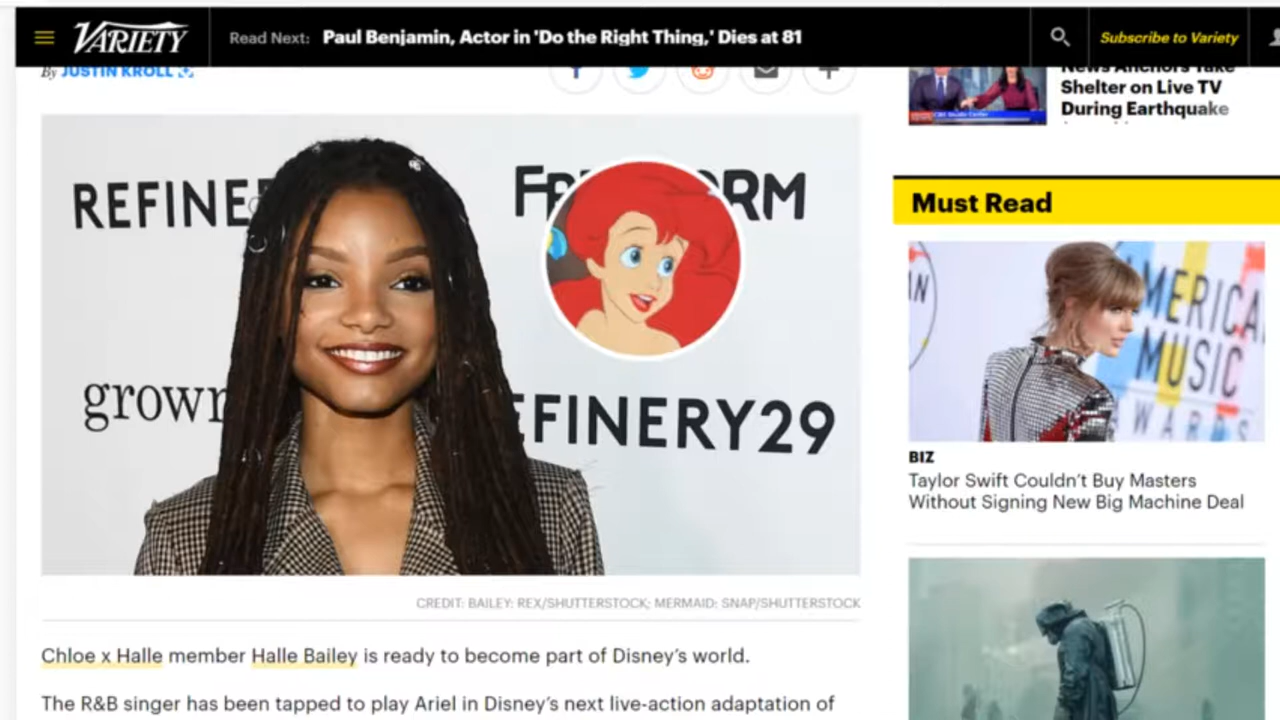 VARIETY
Read Next: Paul Benjamin, Actor in 'Do the Right Thing,' Dies at 81
Subscribe to Variety
By JUSTIN KROLL
News Anchors Take
Shelter on Live TV
During Earthquake
REFINE
RM
grown
EFINERY29
CREDIT: BAILEY: REX/SHUTTERSTOCK; MERMAID: SNAP/SHUTTERSTOCK
Chloe x Halle member Halle Bailey is ready to become part of Disney's world.
The R&B singer has been tapped to play Ariel in Disney's next live-action adaptation of
Must Read
AN
AMERICA
MUSIC
AWARDS
BIZ
Taylor Swift Couldn't Buy Masters
Without Signing New Big Machine Deal